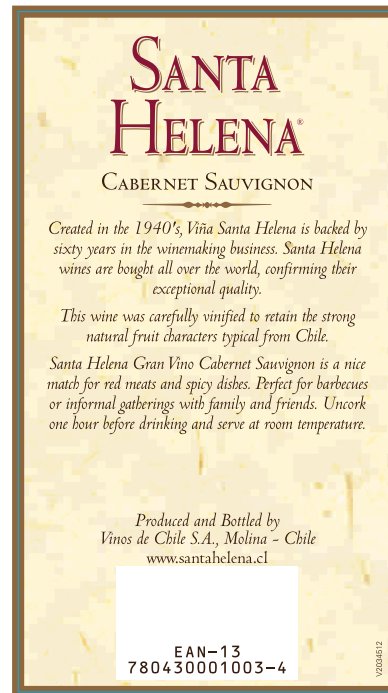 SANTA
HELENA®
CABERNET SAUVIGNON
Created in the 1940's, Viña Santa Helena is backed by
sixty years in the winemaking business. Santa Helena
wines are bought all over the world, confirming their
exceptional quality.
This wine was carefully vinified to retain the strong
natural fruit characters typical from Chile.
Santa Helena Gran Vino Cabernet Sauvignon is a nice
match for red meats and spicy dishes. Perfect for barbecues
or informal gatherings with family and friends. Uncork
one hour before drinking and serve at room temperature.
Produced and Bottled by
Vinos de Chile S.A., Molina - Chile
www.santahelena.cl
EAN-13
780430001003-4
V2034512